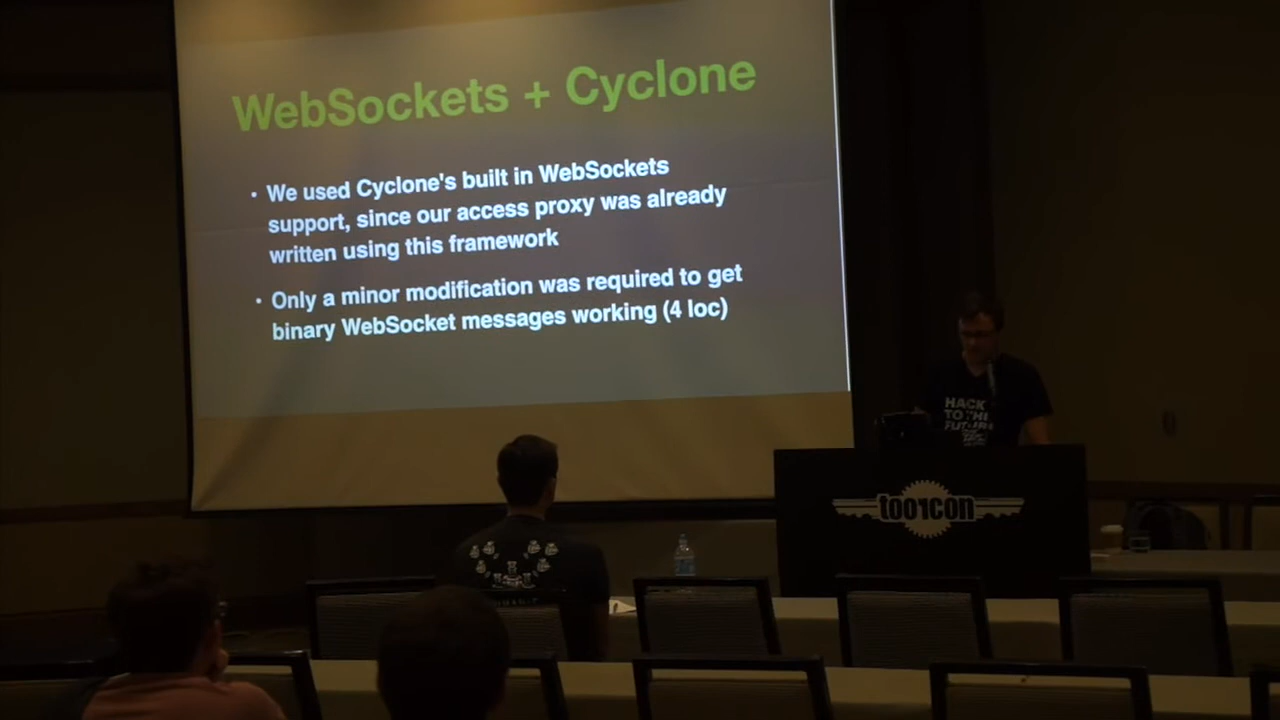 WebSockets + Cyclone
• We used Cyclone's built in WebSockets
support, since our access proxy was already
written using this framework
• Only a minor modification was required to get
binary WebSocket messages working (4 loc)
HACK
TO THE
FUTURE
toorcon